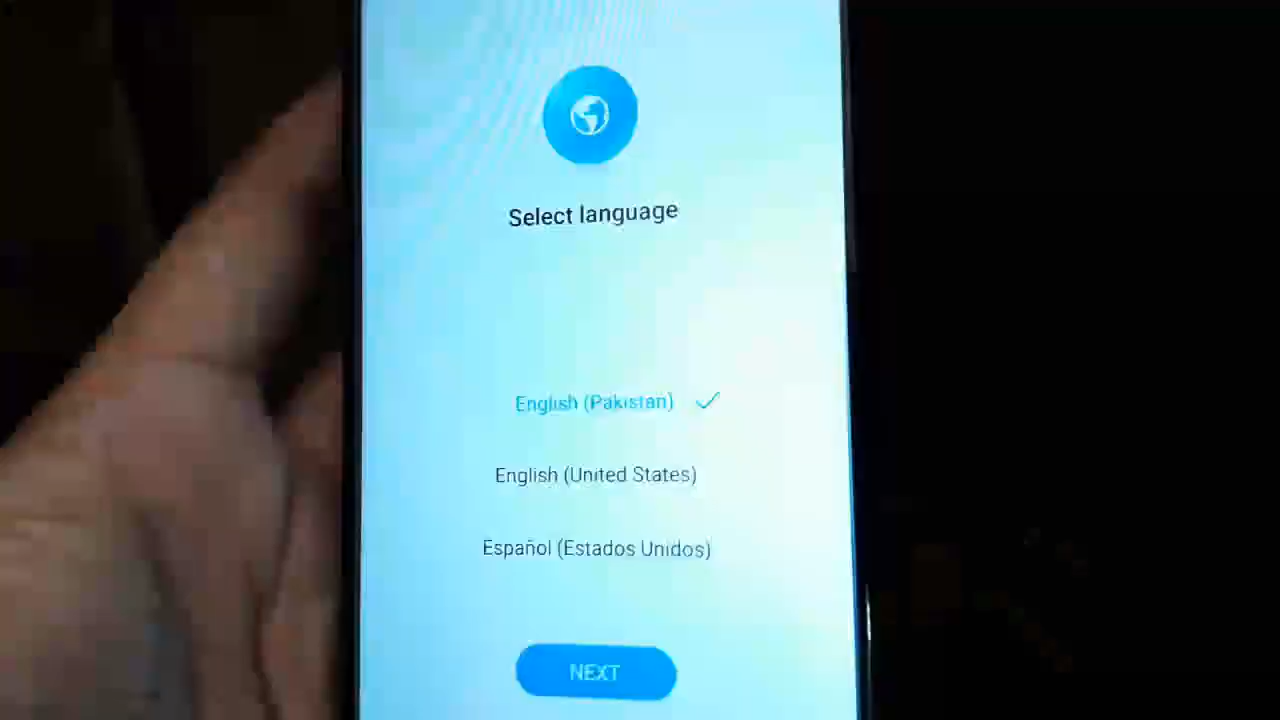 Select language
English (Pakistan)
English (United States)
Español (Estados Unidos)
NEXT